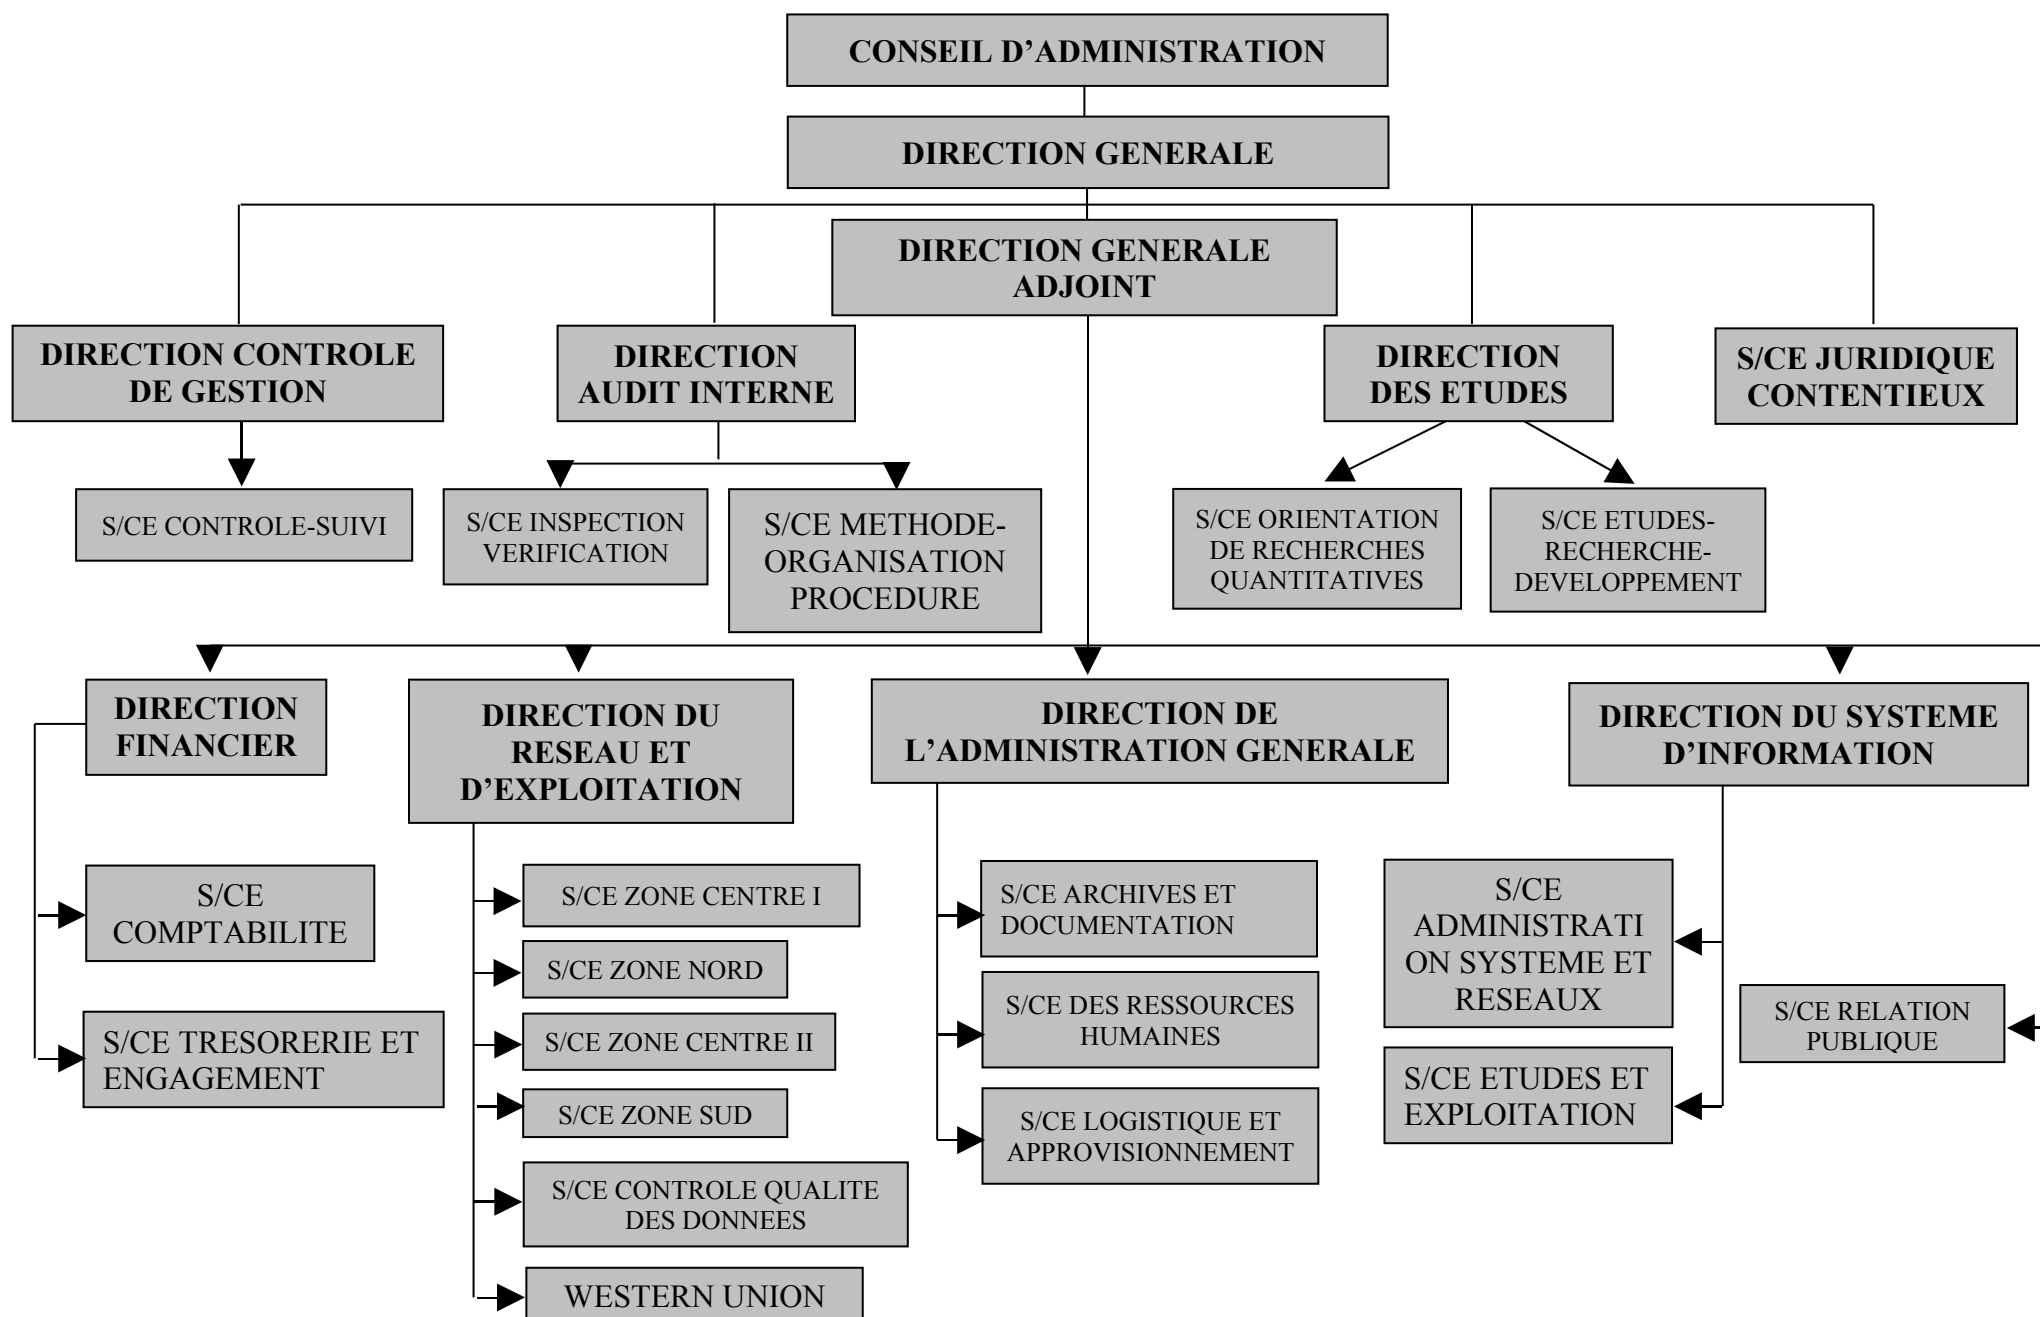 CONSEIL D’ADMINISTRATION
DIRECTION GENERALE
DIRECTION GENERALE
ADJOINT
DIRECTION CONTROLE
DE GESTION
DIRECTION
AUDIT INTERNE
DIRECTION
DES ETUDES
S/CE JURIDIQUE
CONTENTIEUX
S/CE CONTROLE-SUIVI
S/CE INSPECTION
VERIFICATION
S/CE METHODE-
ORGANISATION
PROCEDURE
S/CE ORIENTATION
DE RECHERCHES
QUANTITATIVES
S/CE ETUDES-
RECHERCHE-
DEVELOPPEMENT
DIRECTION
FINANCIER
DIRECTION DU
RESEAU ET
D’EXPLOITATION
DIRECTION DE
L’ADMINISTRATION GENERALE
DIRECTION DU SYSTEME
D’INFORMATION
S/CE
COMPTABILITE
S/CE TRESORERIE ET
ENGAGEMENT
S/CE ZONE CENTRE I
S/CE ZONE NORD
S/CE ZONE CENTRE II
S/CE ZONE SUD
S/CE CONTROLE QUALITE
DES DONNEES
WESTERN UNION
S/CE ARCHIVES ET
DOCUMENTATION
S/CE DES RESSOURCES
HUMAINES
S/CE LOGISTIQUE ET
APPROVISIONNEMENT
S/CE
ADMINISTRATI
ON SYSTEME ET
RESEAUX
S/CE ETUDES ET
EXPLOITATION
S/CE RELATION
PUBLIQUE